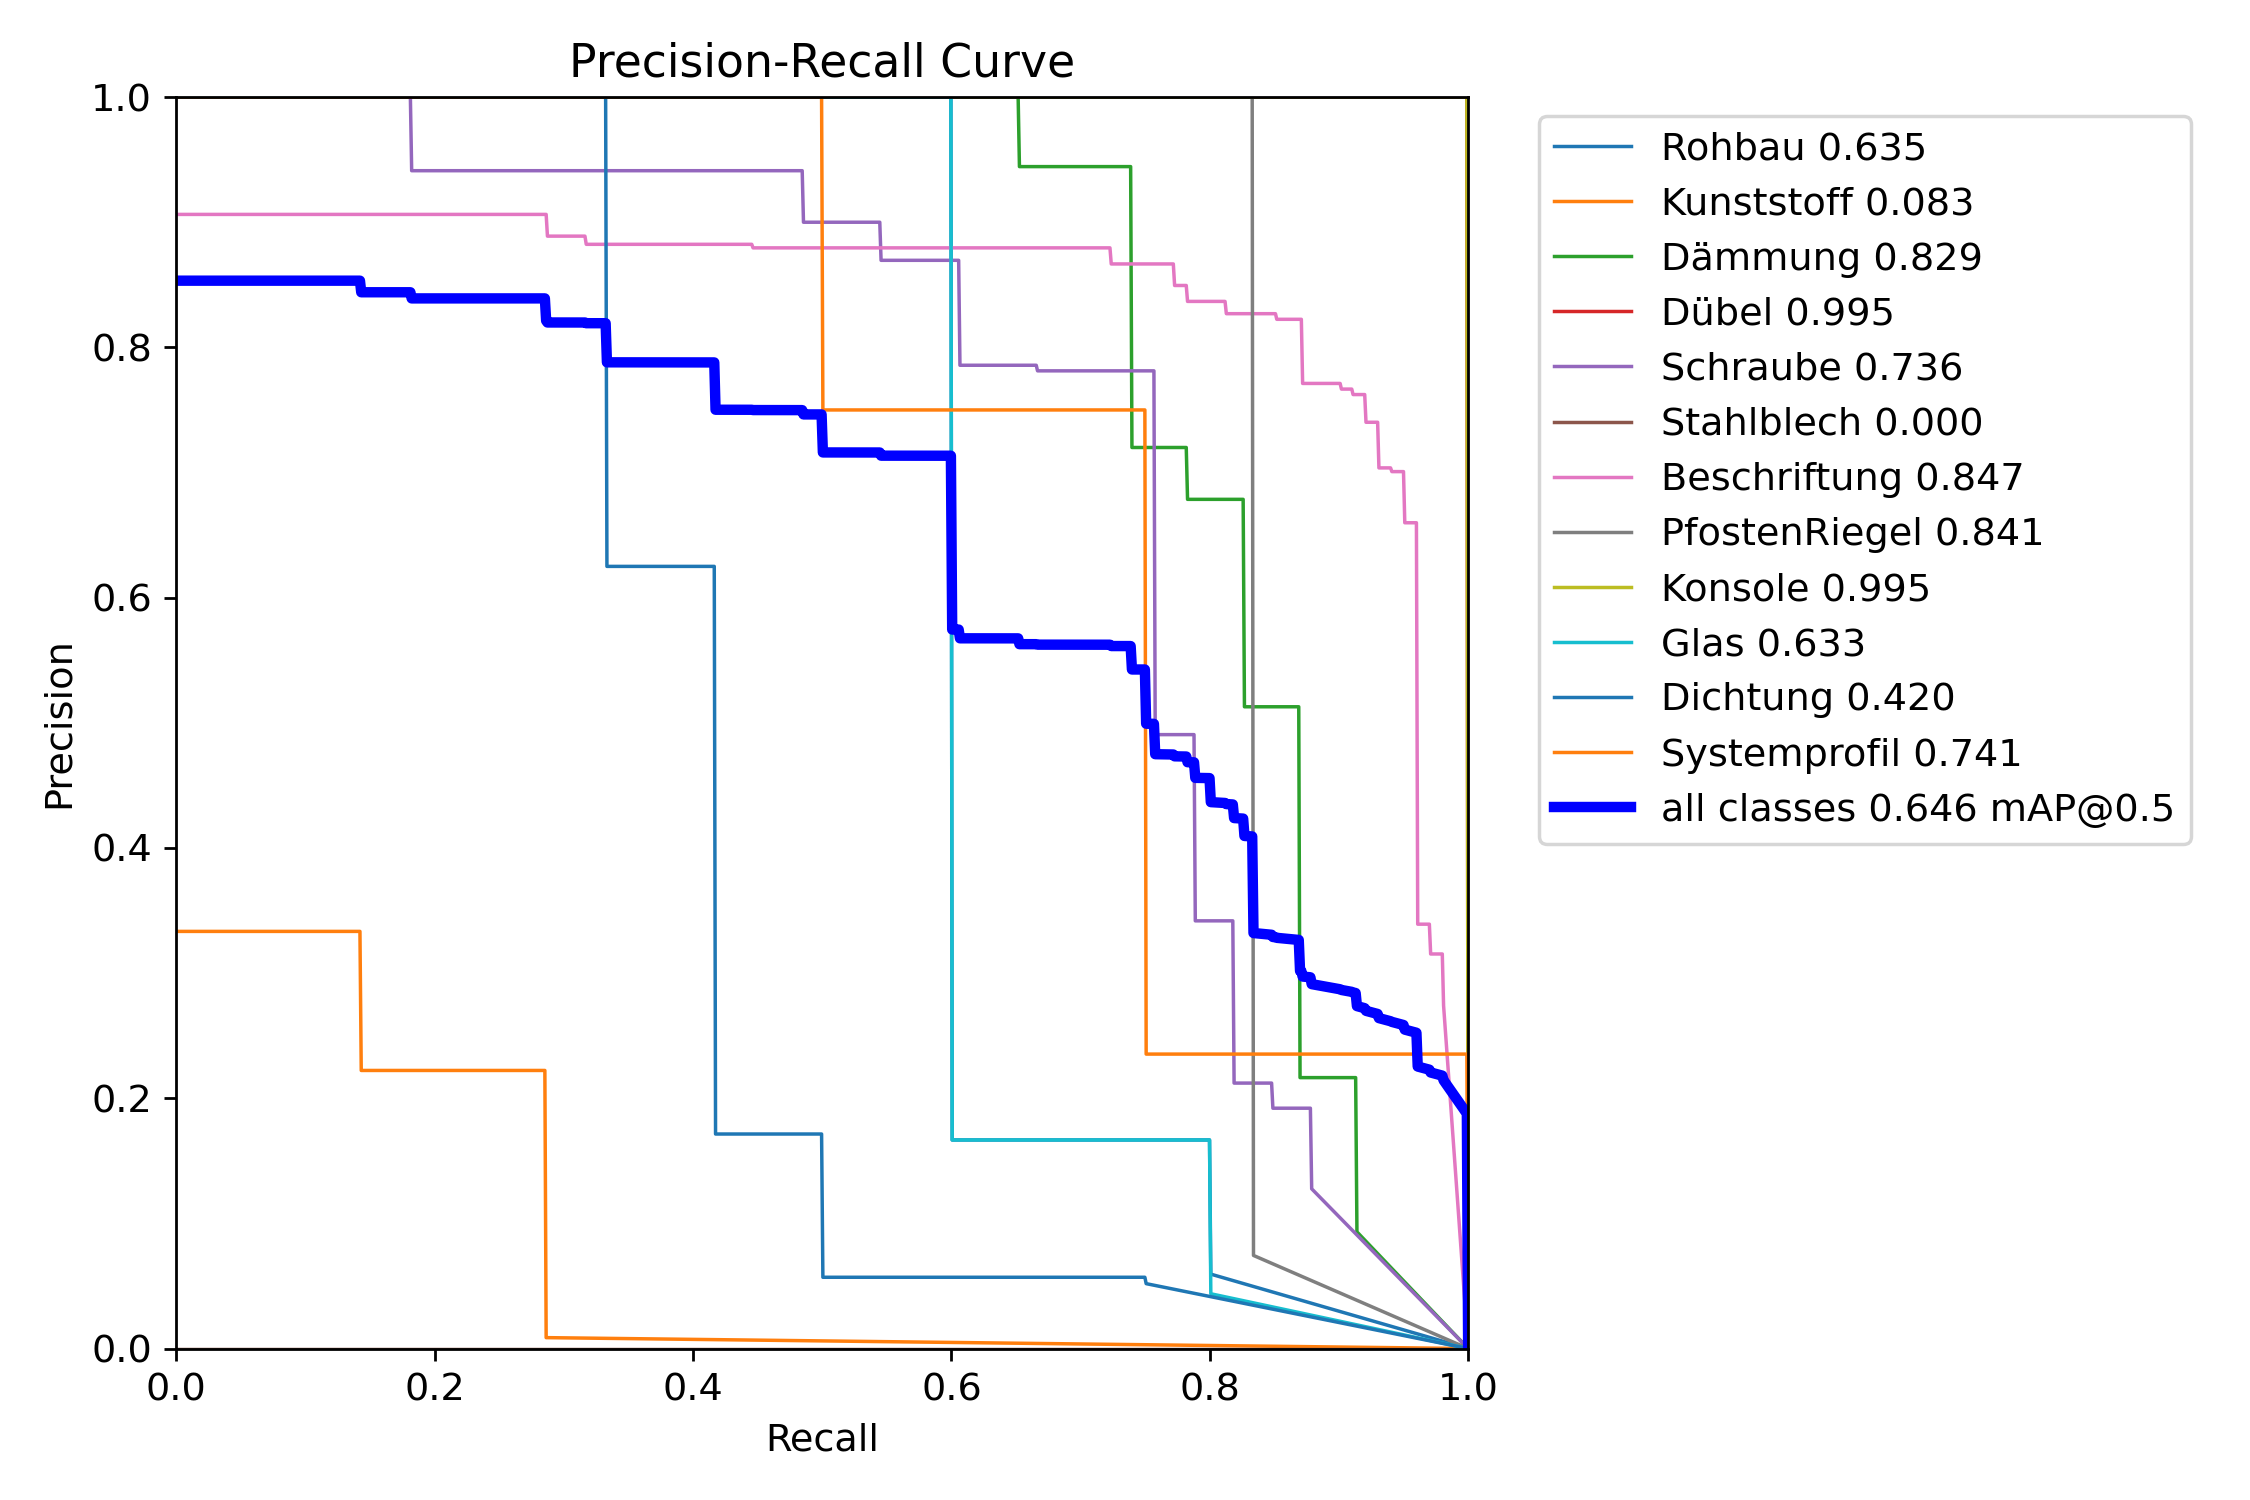 Precision-Recall Curve
1.0
0.8
0.6
0.4
0.2
0.0
Precision
0.0 0.2 0.4 0.6 0.8 1.0
Recall
Rohbau 0.635
Kunststoff 0.083
Dämmung 0.829
Dübel 0.995
Schraube 0.736
Stahlblech 0.000
Beschriftung 0.847
PfostenRiegel 0.841
Konsole 0.995
Glas 0.633
Dichtung 0.420
Systemprofil 0.741
all classes 0.646 mAP@0.5